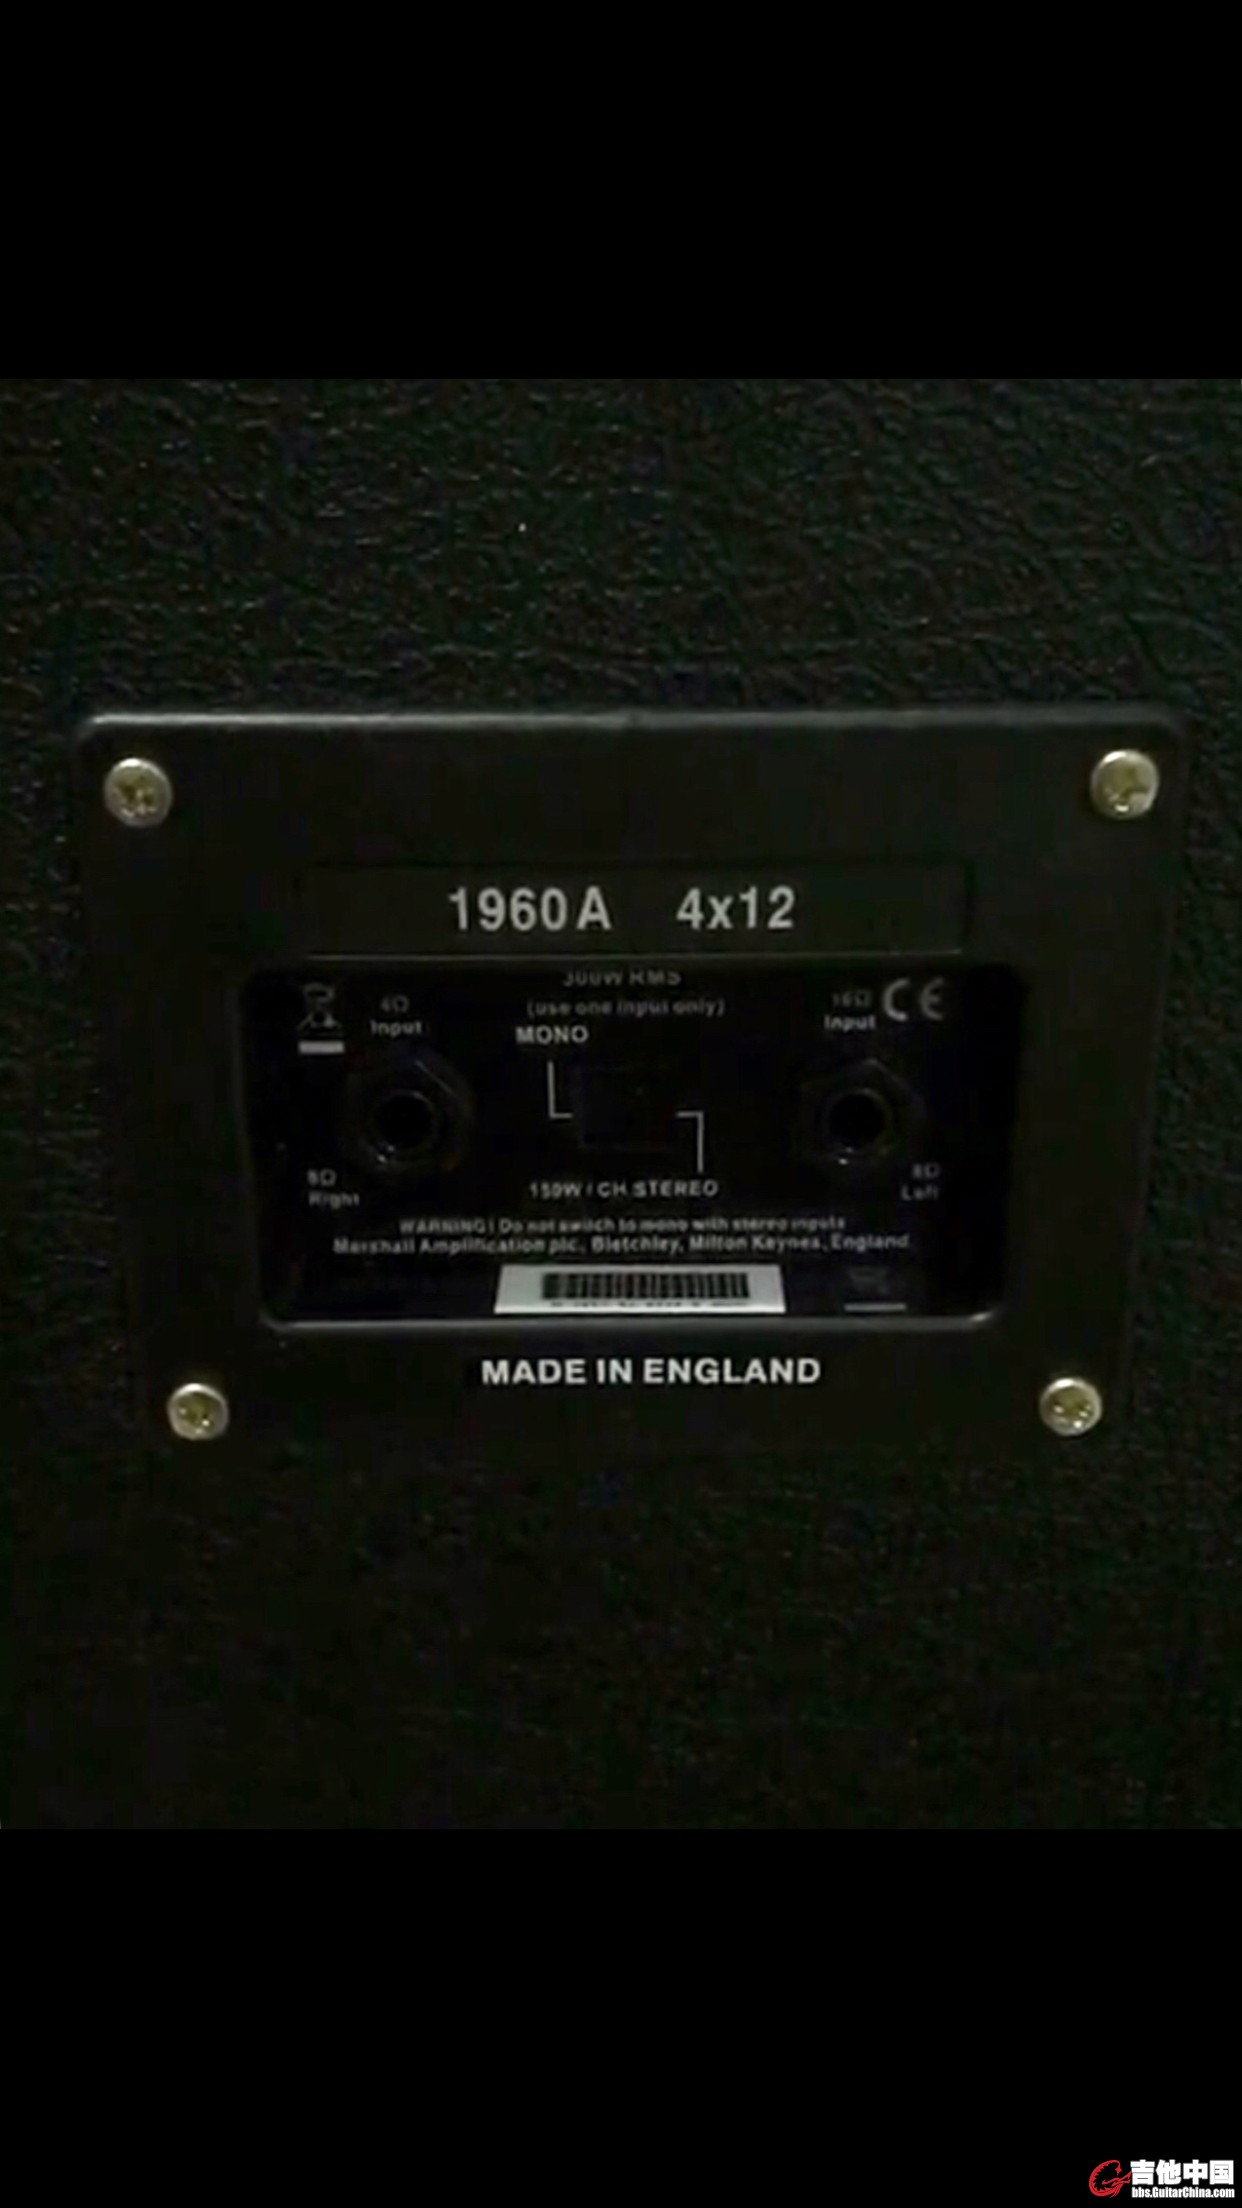 1960A 4x12
300W RMS
(use one input only)
4Ω
Input
MONO
16Ω
Input
CE
8Ω
Right
150W / CH STEREO
8Ω
Left
WARNING! Do not switch to mono with stereo inputs
Marshall Amplification plc, Bletchley, Milton Keynes, England
MADE IN ENGLAND
吉他中国
bbs.GuitarChina.com